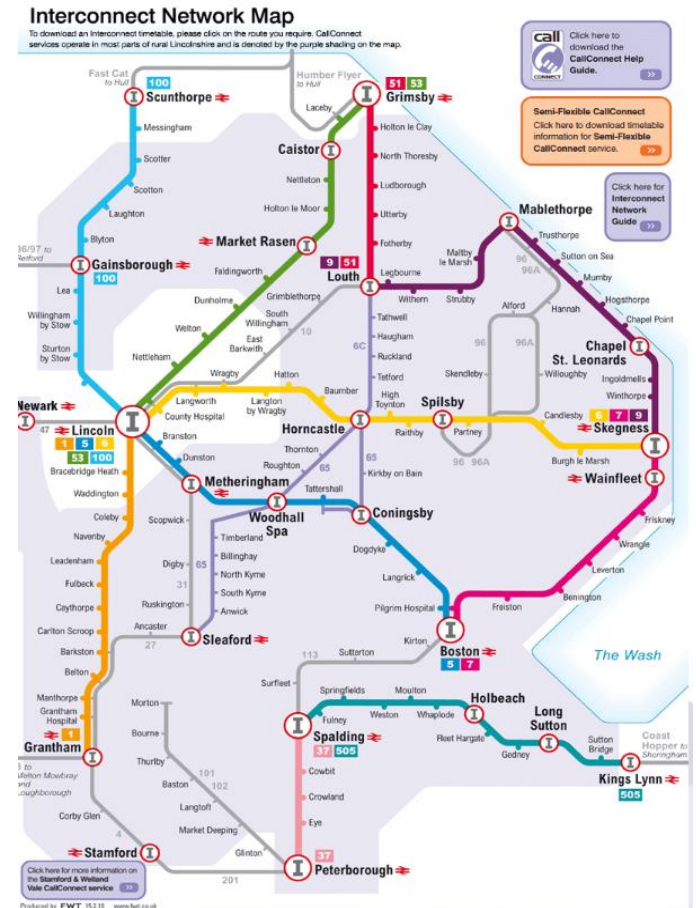 Interconnect Network Map
To download an Interconnect timetable, please click on the route you require. CallConnect
services operate in most parts of rural Lincolnshire and is denoted by the purple shading on the map.
call
CONNECT
Click here to
download the
CallConnect Help
Guide.
>>
Semi-Flexible CallConnect
Click here to download timetable
information for Semi-Flexible
CallConnect service.
>>
Click here for
Interconnect
Network
Guide
>>
Fast Cat
to Hull
100
Scunthorpe
Humber Flyer
to Hull
51 53
Grimsby
Laceby
Messingham
Holton le Clay
Caistor
Scotter
North Thoresby
Nettleton
Scotton
Ludborough
Holton le Moor
Laughton
Utterby
Mablethorpe
Blyton
Market Rasen
Fotherby
Trusthorpe
96/97 to
Retford
Gainsborough
100
9 51
Louth
Maltby
le Marsh
96
96A
Sutton on Sea
Faldingworth
Legbourne
Mumby
Lea
Grimblethorpe
Withern
Strubby
Hannah
Hogsthorpe
Dunholme
South
Willingham
10
Tathwell
Alford
Chapel Point
Willingham
by Stow
Welton
East
Barkwith
Haugham
6C
96
96A
Chapel
St. Leonards
Sturton
by Stow
Ruckland
Nettleham
Wragby
Hatton
Tetford
Skendleby
Willoughby
Ingoldmells
Baumber
High
Toynton
Spilsby
Winthorpe
Newark
47
Lincoln
1 5 6
53 100
Langworth
County Hospital
Langton
by Wragby
Horncastle
Raithby
Partney
Candlesby
6 7 9
Skegness
Branston
Thornton
65
96 96A
Burgh le Marsh
Bracebridge Heath
Dunston
Roughton
65
Kirkby on Bain
Wainfleet
Waddington
Metheringham
Tattershall
Coleby
Scopwick
Woodhall
Spa
Coningsby
Friskney
Navenby
Timberland
Dogdyke
Wrangle
Leadenham
Digby
65
Billinghay
Leverton
Fulbeck
31
North Kyme
Langrick
Benington
Caythorpe
Ruskington
South Kyme
Pilgrim Hospital
Freiston
Carlton Scroop
Ancaster
27
Anwick
Barkston
Sleaford
Kirton
Boston
5 7
The Wash
Belton
113
Sutterton
Manthorpe
Morton
Surfleet
Springfields
Moulton
Holbeach
Grantham
Hospital
Bourne
Fulney
Weston
Whaplode
Long
Sutton
1
Grantham
Thurlby
Spalding
37 505
Fleet Hargate
Sutton
Bridge
Coast
Hopper to
Sheringham
Gedney
Melton Mowbray
and
Loughborough
101
102
Baston
Cowbit
Kings Lynn
505
Langtoft
Crowland
Corby Glen
Market Deeping
Eye
4
Glinton
37
Stamford
Peterborough
201
Click here for more information on
the Stamford & Welland
Vale CallConnect service
>>
Produced by FWT 15.2.10 www.fwt.co.uk